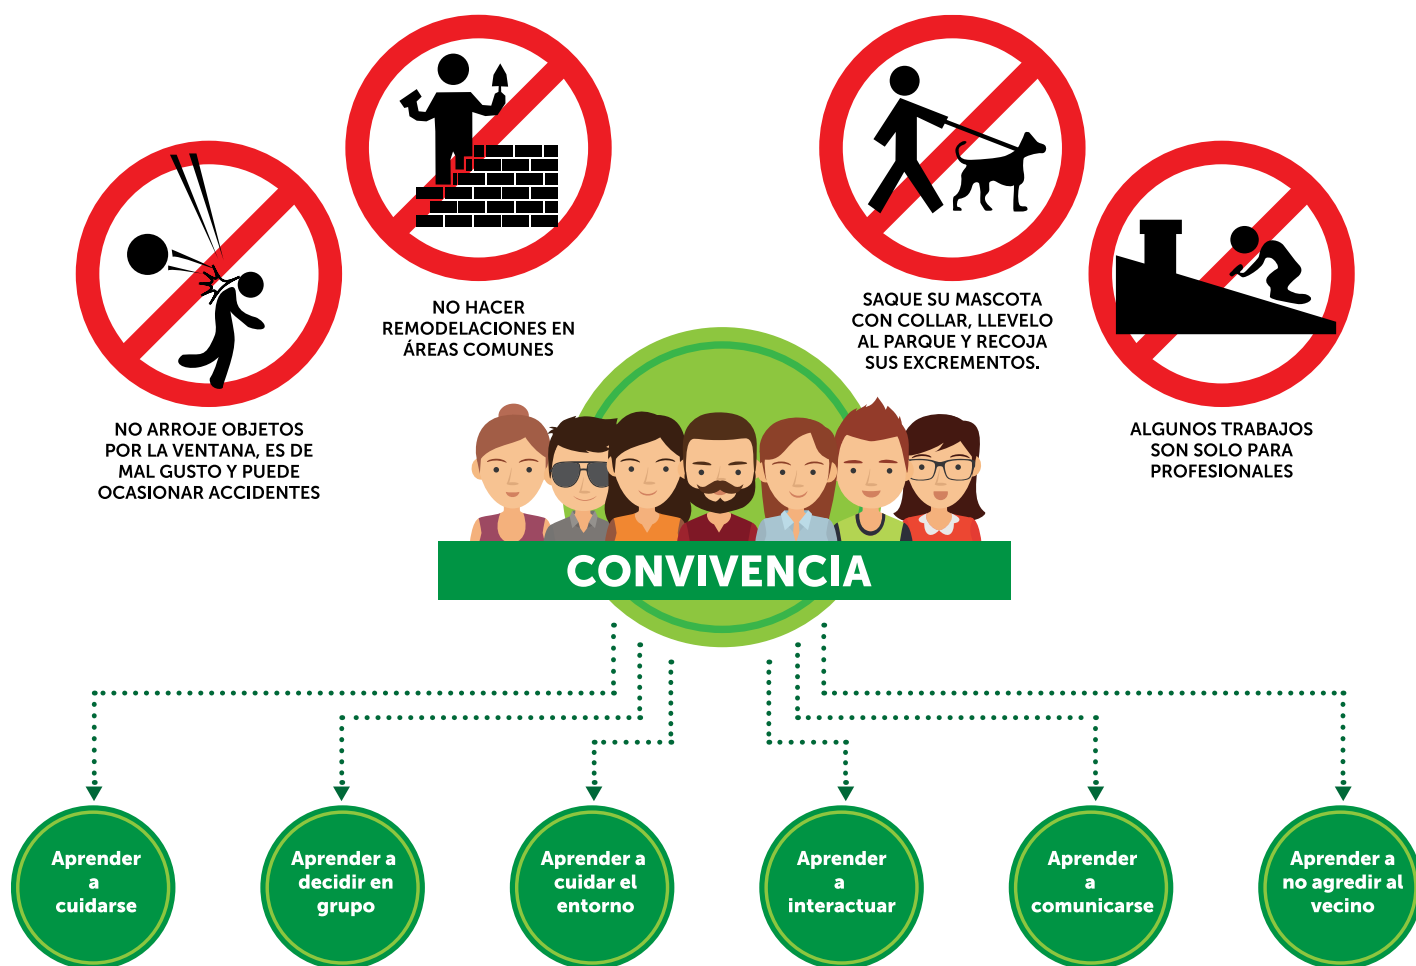 NO HACER
REMODELACIONES EN
ÁREAS COMUNES
SAQUE SU MASCOTA
CON COLLAR, LLEVELO
AL PARQUE Y RECOJA
SUS EXCREMENTOS.
NO ARROJE OBJETOS
POR LA VENTANA, ES DE
MAL GUSTO Y PUEDE
OCASIONAR ACCIDENTES
ALGUNOS TRABAJOS
SON SOLO PARA
PROFESIONALES
CONVIVENCIA
Aprender
a
cuidarse
Aprender a
decidir en
grupo
Aprender a
cuidar el
entorno
Aprender
a
interactuar
Aprender
a
comunicarse
Aprender a
no agredir al
vecino